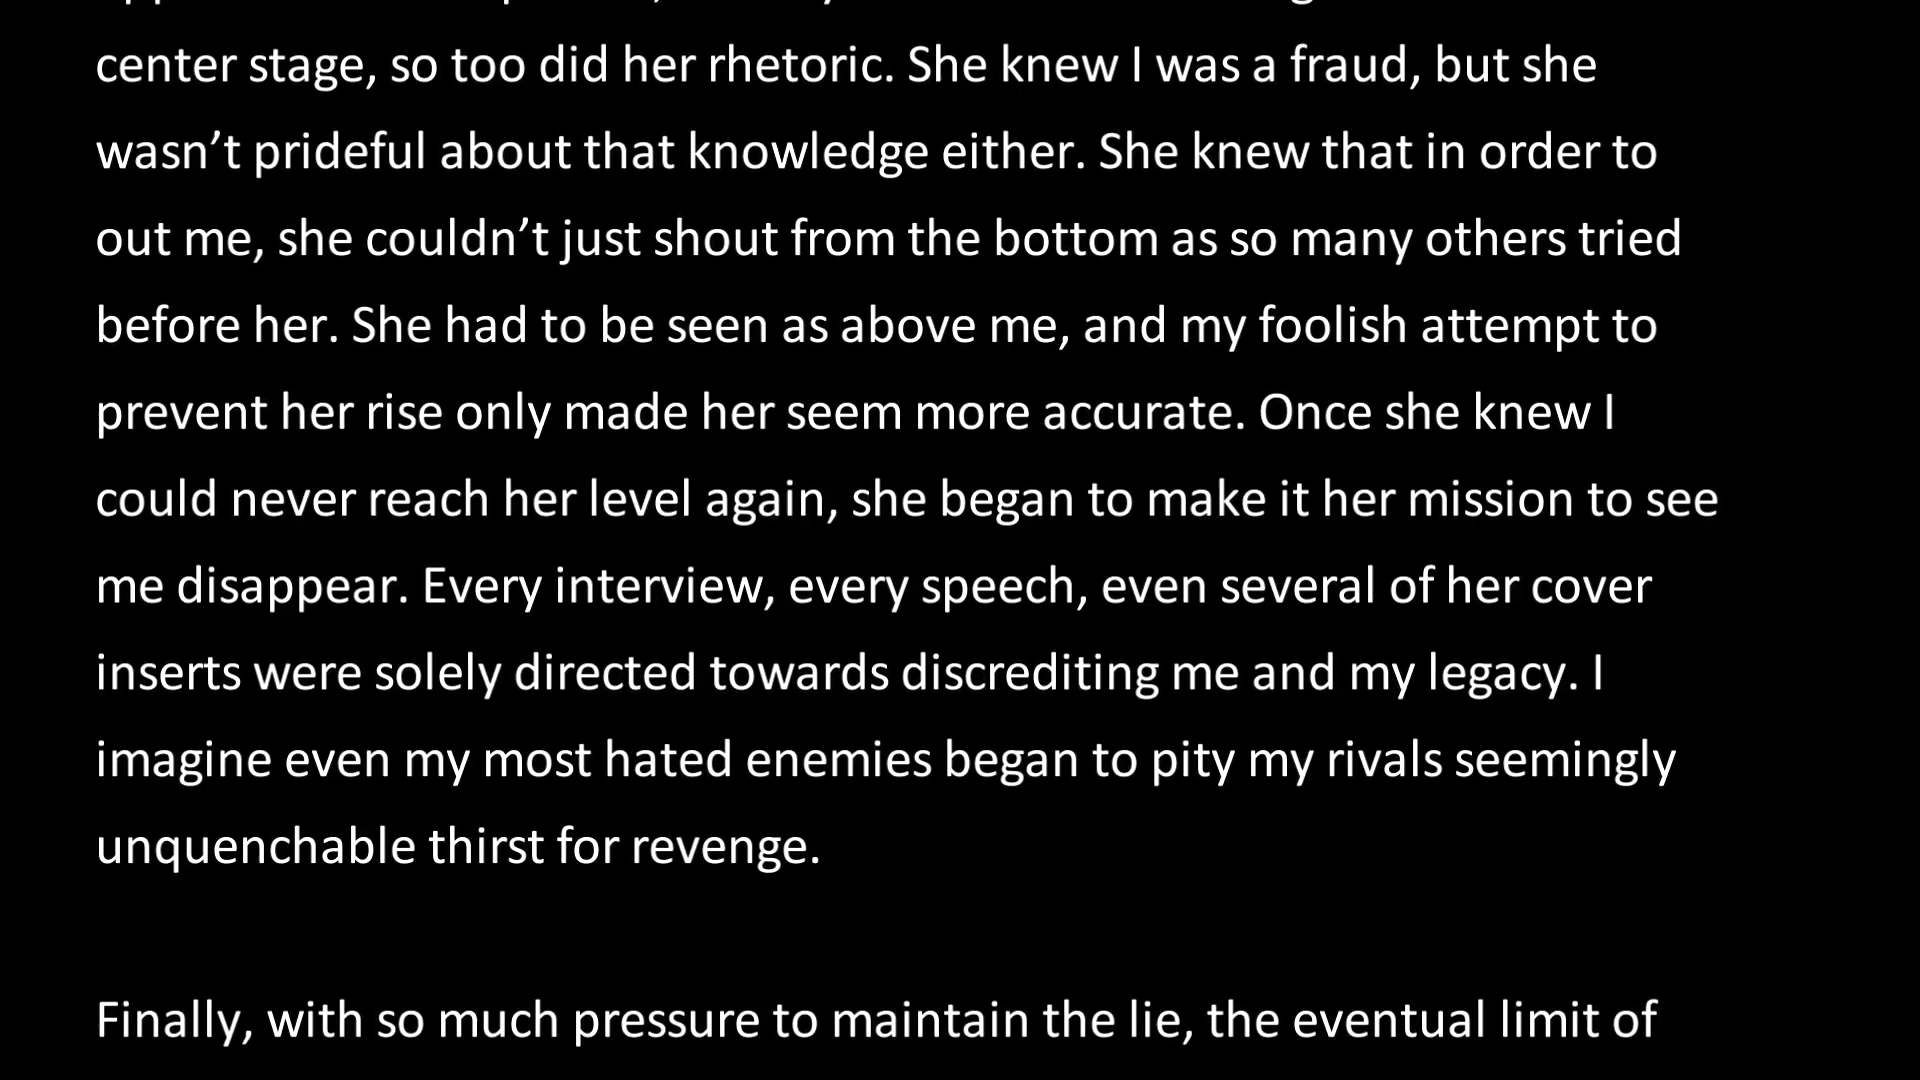 center stage, so too did her rhetoric. She knew I was a fraud, but she
wasn’t prideful about that knowledge either. She knew that in order to
out me, she couldn’t just shout from the bottom as so many others tried
before her. She had to be seen as above me, and my foolish attempt to
prevent her rise only made her seem more accurate. Once she knew I
could never reach her level again, she began to make it her mission to see
me disappear. Every interview, every speech, even several of her cover
inserts were solely directed towards discrediting me and my legacy. I
imagine even my most hated enemies began to pity my rivals seemingly
unquenchable thirst for revenge.
Finally, with so much pressure to maintain the lie, the eventual limit of